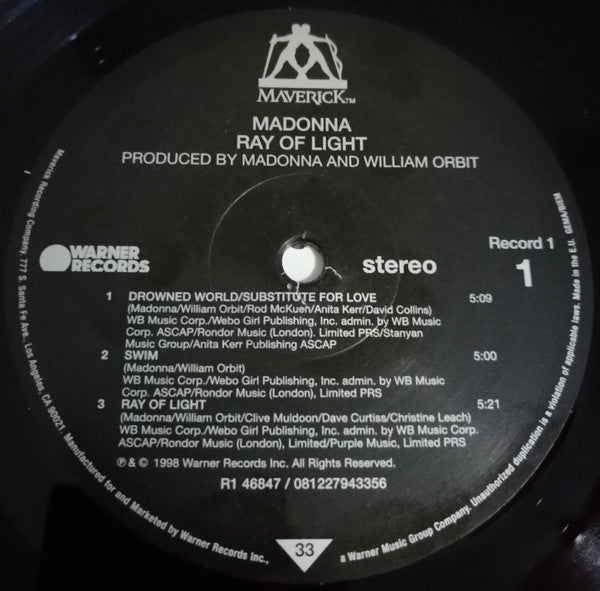 MAVERICK™
MADONNA
RAY OF LIGHT
PRODUCED BY MADONNA AND WILLIAM ORBIT
WARNER
RECORDS
stereo
Record 1
1
1 DROWNED WORLD/SUBSTITUTE FOR LOVE 5:09
(Madonna/William Orbit/Rod McKuen/Anita Kerr/David Collins)
WB Music Corp./Webo Girl Publishing, Inc. admin. by WB Music
Corp. ASCAP/Rondor Music (London). Limited PRS/Stanyan
Music Group/Anita Kerr Publishing ASCAP
2 SWIM 5:00
(Madonna/William Orbit)
WB Music Corp./Webo Girl Publishing, Inc. admin. by WB Music
Corp. ASCAP/Rondor Music (London), Limited PRS
3 RAY OF LIGHT 5:21
(Madonna/William Orbit/Clive Muldoon/Dave Curtiss/Christine Leach)
WB Music Corp./Webo Girl Publishing, Inc. admin. by WB Music Corp.
ASCAP/Rondor Music (London), Limited/Purple Music, Limited PRS
℗ & © 1998 Warner Records Inc. All Rights Reserved.
R1 46847 / 081227943356
33
Maverick Recording Company, 777 S. Santa Fe Ave., Los Angeles, CA 90021 Manufactured for and Marketed by Warner Records Inc., a Warner Music Group Company. Unauthorized duplication is a violation of applicable laws. Made in the E.U. GEMA/BIEM